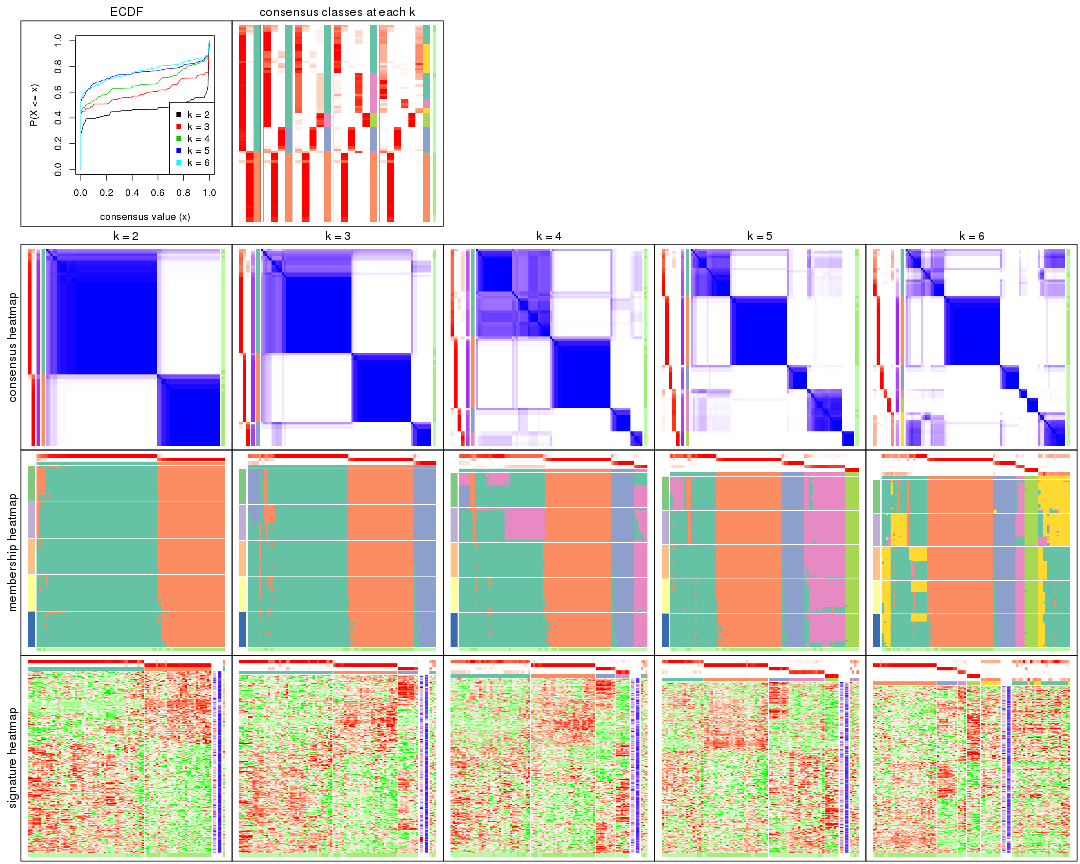 ECDF
consensus classes at each k
P(X <= x)
0.0 0.2 0.4 0.6 0.8 1.0
k = 2
k = 3
k = 4
k = 5
k = 6
0.0 0.2 0.4 0.6 0.8 1.0
consensus value (x)
k = 2
k = 3
k = 4
k = 5
k = 6
consensus heatmap
membership heatmap
signature heatmap